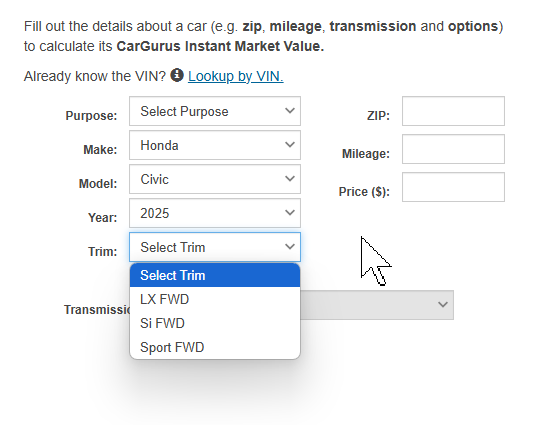 Fill out the details about a car (e.g. zip, mileage, transmission and options)
to calculate its CarGurus Instant Market Value.
Already know the VIN? Lookup by VIN.
Purpose: Select Purpose
ZIP:
Make: Honda
Mileage:
Model: Civic
Price ($):
Year: 2025
Trim: Select Trim
Select Trim
LX FWD
Si FWD
Sport FWD